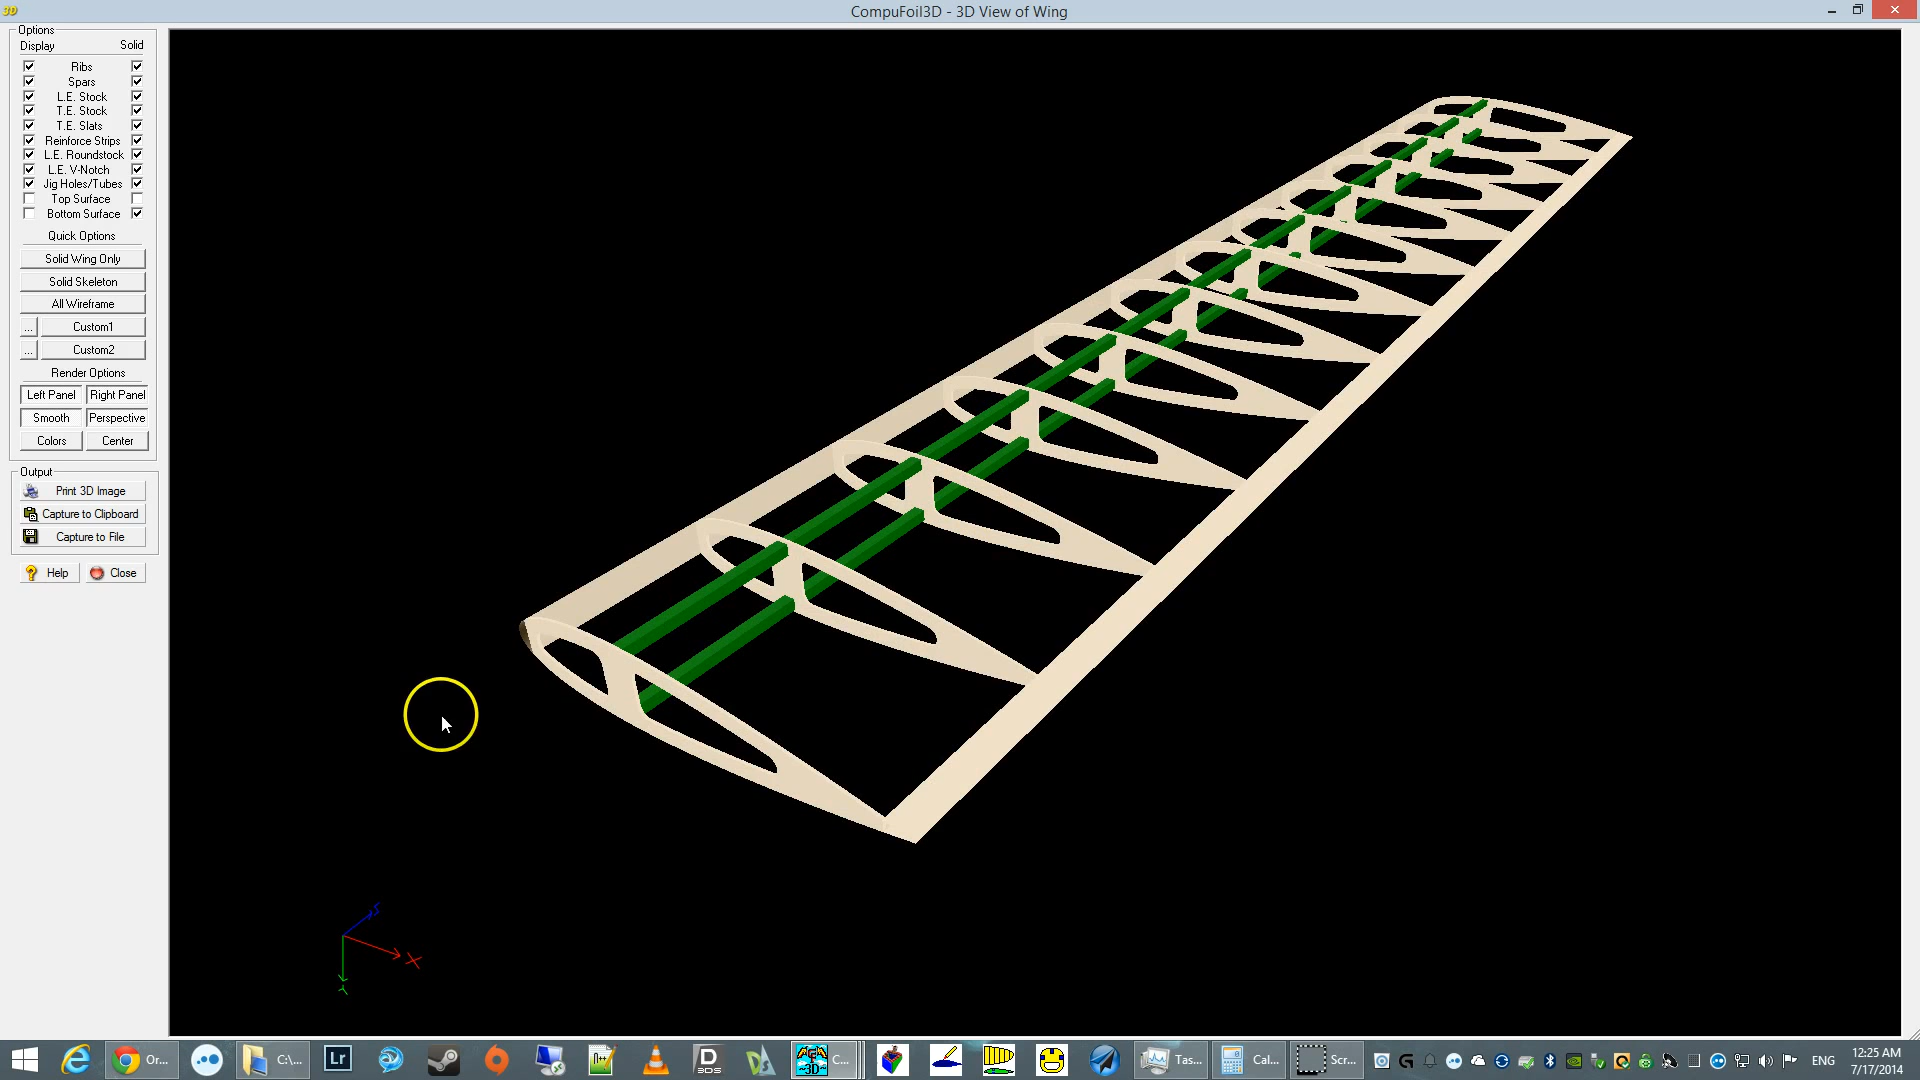 3D
CompuFoil3D - 3D View of Wing
Options
Display Solid
Ribs
Spars
L.E. Stock
T.E. Stock
T.E. Slats
Reinforce Strips
L.E. Roundstock
L.E. V-Notch
Jig Holes/Tubes
Top Surface
Bottom Surface
Quick Options
Solid Wing Only
Solid Skeleton
All Wireframe
... Custom1
... Custom2
Render Options
Left Panel Right Panel
Smooth Perspective
Colors Center
Output
Print 3D Image
Capture to Clipboard
Capture to File
Help Close
X
Y
Or...
C:\...
Lr
D
3DS
~3D~
C...
Tas...
Cal...
Scr...
ENG
12:25 AM
7/17/2014